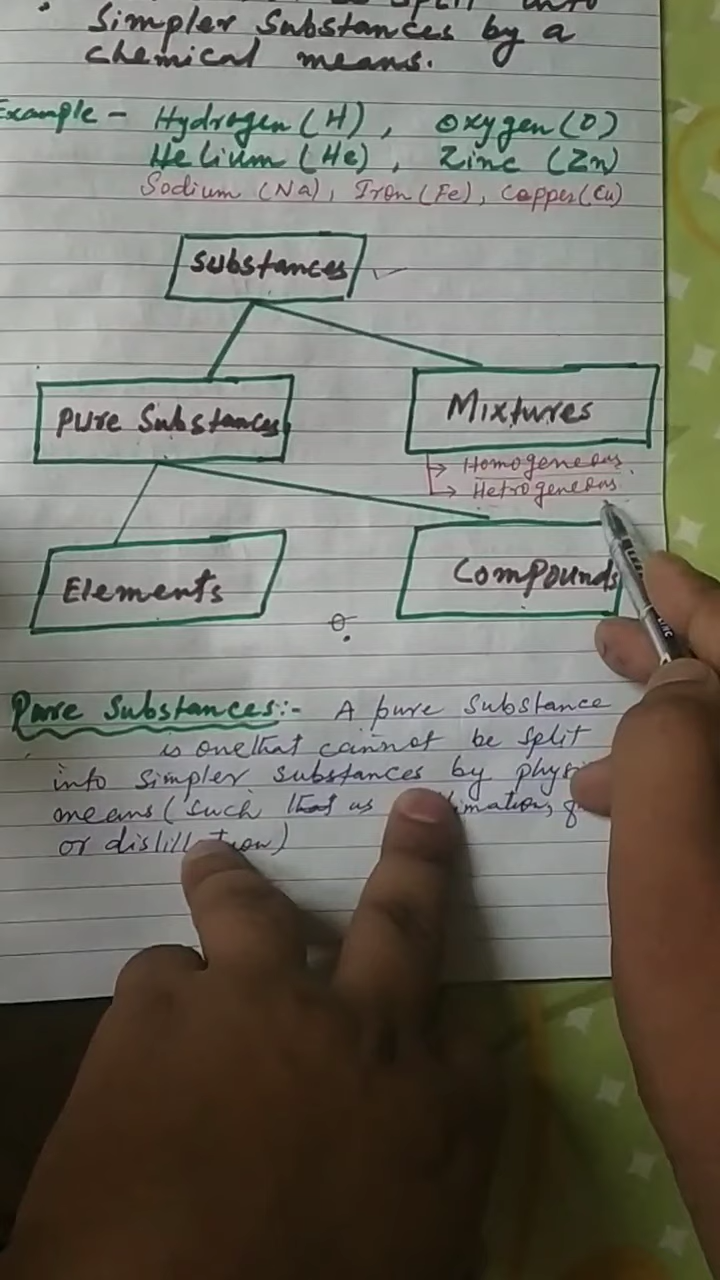 into
Simpler Substances by a
chemical means.
Example - Hydrogen (H), Oxygen (O)
Helium (He), Zinc (Zn)
Sodium (Na), Iron (Fe), Copper (Cu)
Substances
Pure Substances
Mixtures
→ Homogeneous
→ Hetrogeneous
Elements
Compounds
Pure Substances:- A pure substance
is one that cannot be split
into simpler substances by
means (such as
or